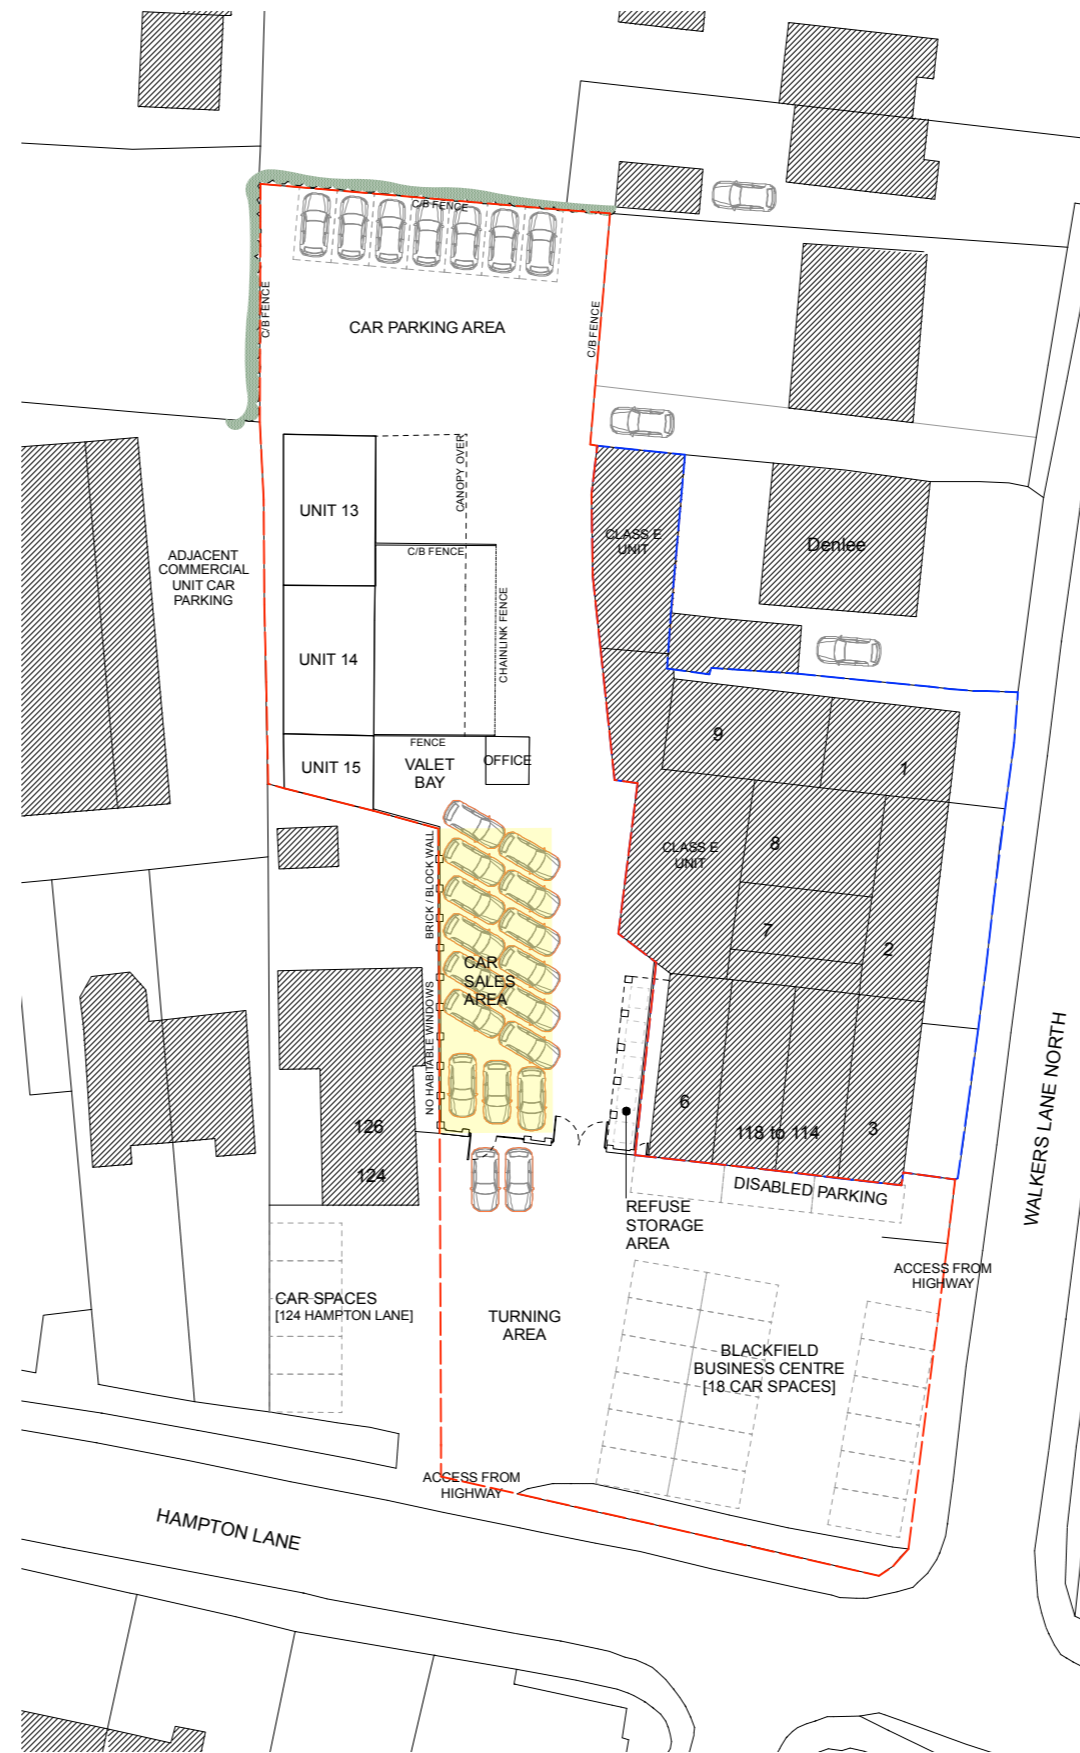 C/B FENCE
C/B FENCE
C/B FENCE
CAR PARKING AREA
UNIT 13
CANOPY OVER
C/B FENCE
CLASS E
UNIT
Denlee
ADJACENT
COMMERCIAL
UNIT CAR
PARKING
UNIT 14
CHAINLINK FENCE
FENCE
UNIT 15
VALET
BAY
OFFICE
9
1
BRICK / BLOCK WALL
CLASS E
UNIT
8
7
2
CAR
SALES
AREA
NO HABITABLE WINDOWS
6
118 to 114
3
126
124
DISABLED PARKING
WALKERS LANE NORTH
REFUSE
STORAGE
AREA
ACCESS FROM
HIGHWAY
CAR SPACES
[124 HAMPTON LANE]
TURNING
AREA
BLACKFIELD
BUSINESS CENTRE
[18 CAR SPACES]
ACCESS FROM
HIGHWAY
HAMPTON LANE